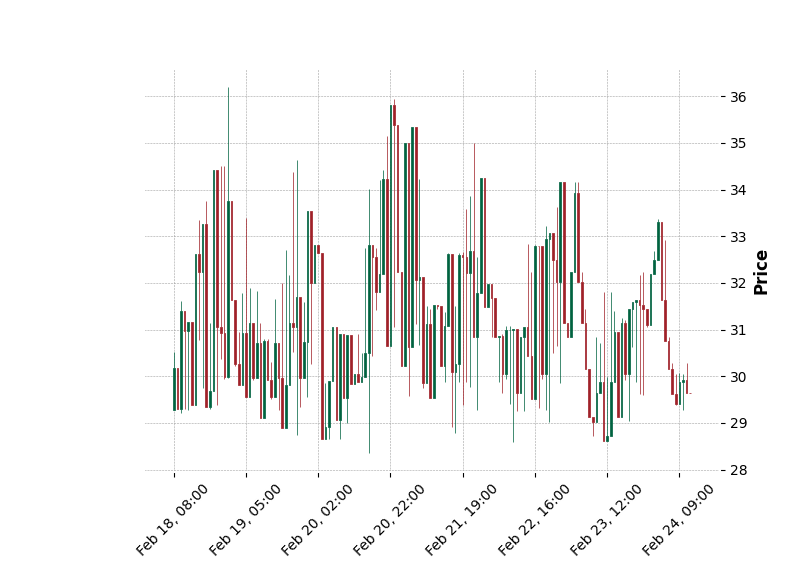 36
35
34
33
32
31
30
29
28
Price
Feb 18, 08:00
Feb 19, 05:00
Feb 20, 02:00
Feb 20, 22:00
Feb 21, 19:00
Feb 22, 16:00
Feb 23, 12:00
Feb 24, 09:00